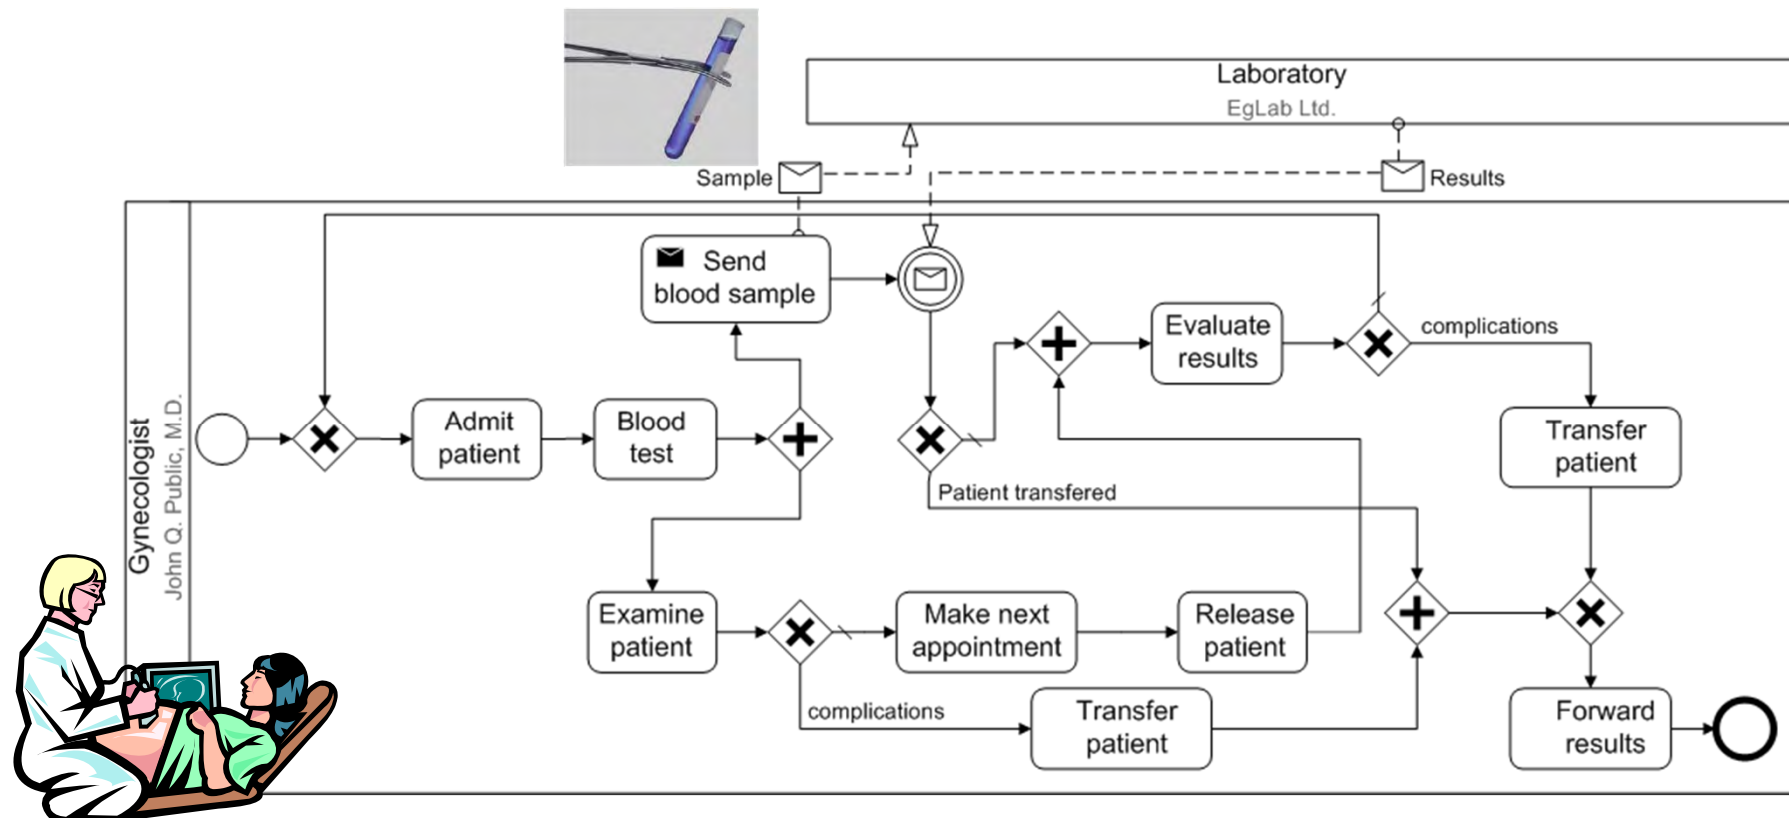 Laboratory
EgLab Ltd.
Sample
Results
Gynecologist
John Q. Public, M.D.
Send
blood sample
Evaluate
results
complications
Admit
patient
Blood
test
Transfer
patient
Patient transfered
Examine
patient
Make next
appointment
Release
patient
complications
Transfer
patient
Forward
results